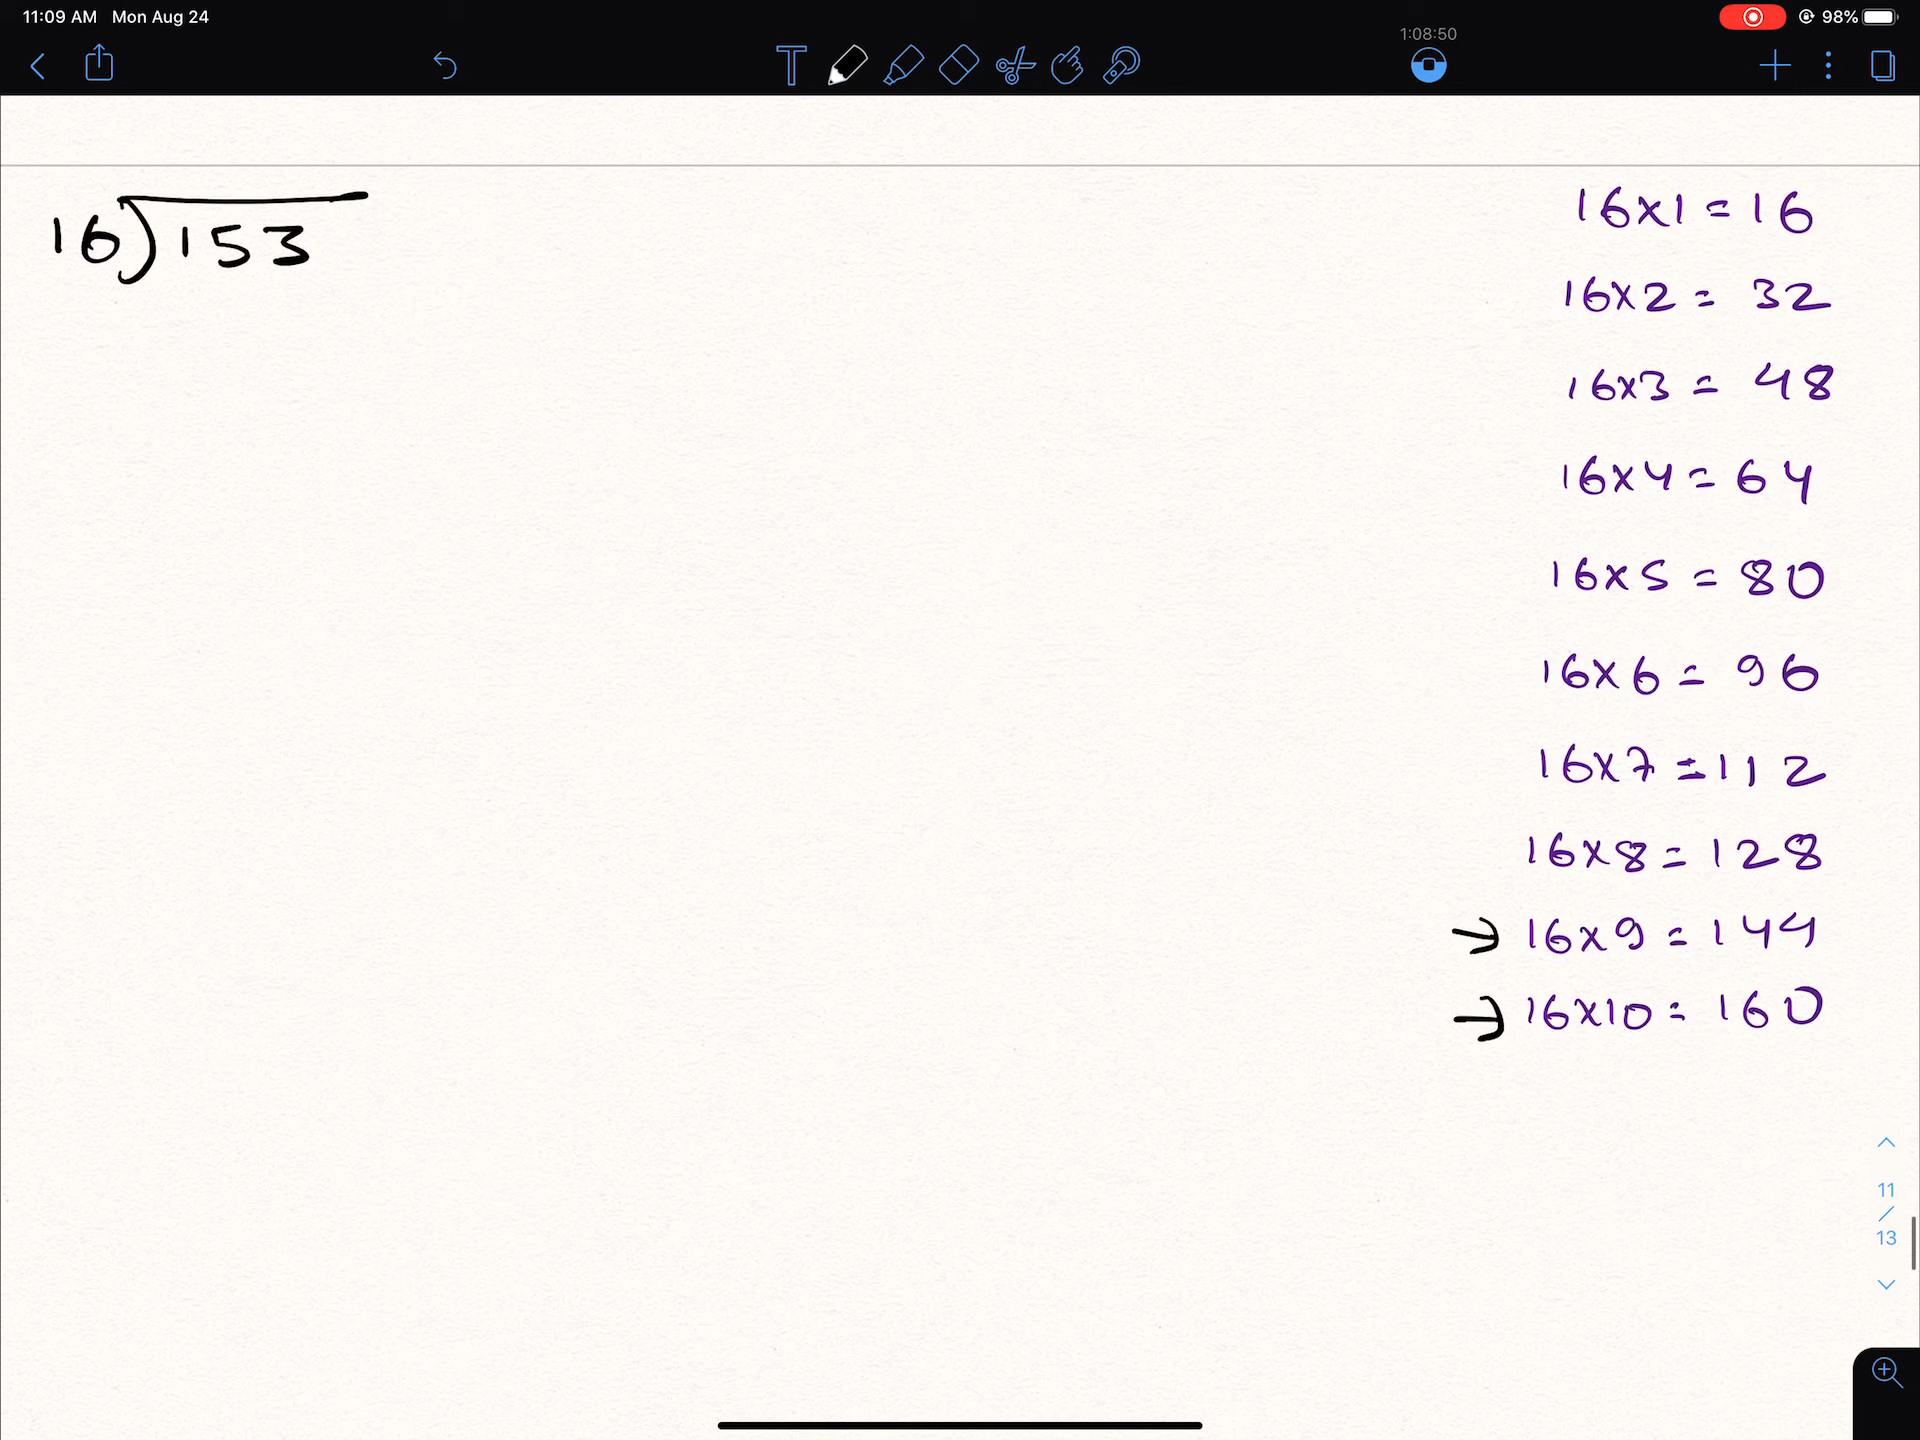 11:09 AM Mon Aug 24
98%
1:08:50
T
16)153
16x1=16
16x2=32
16x3=48
16x4=64
16x5=80
16x6=96
16x7=112
16x8=128
→ 16x9=144
→ 16x10=160
11
/
13